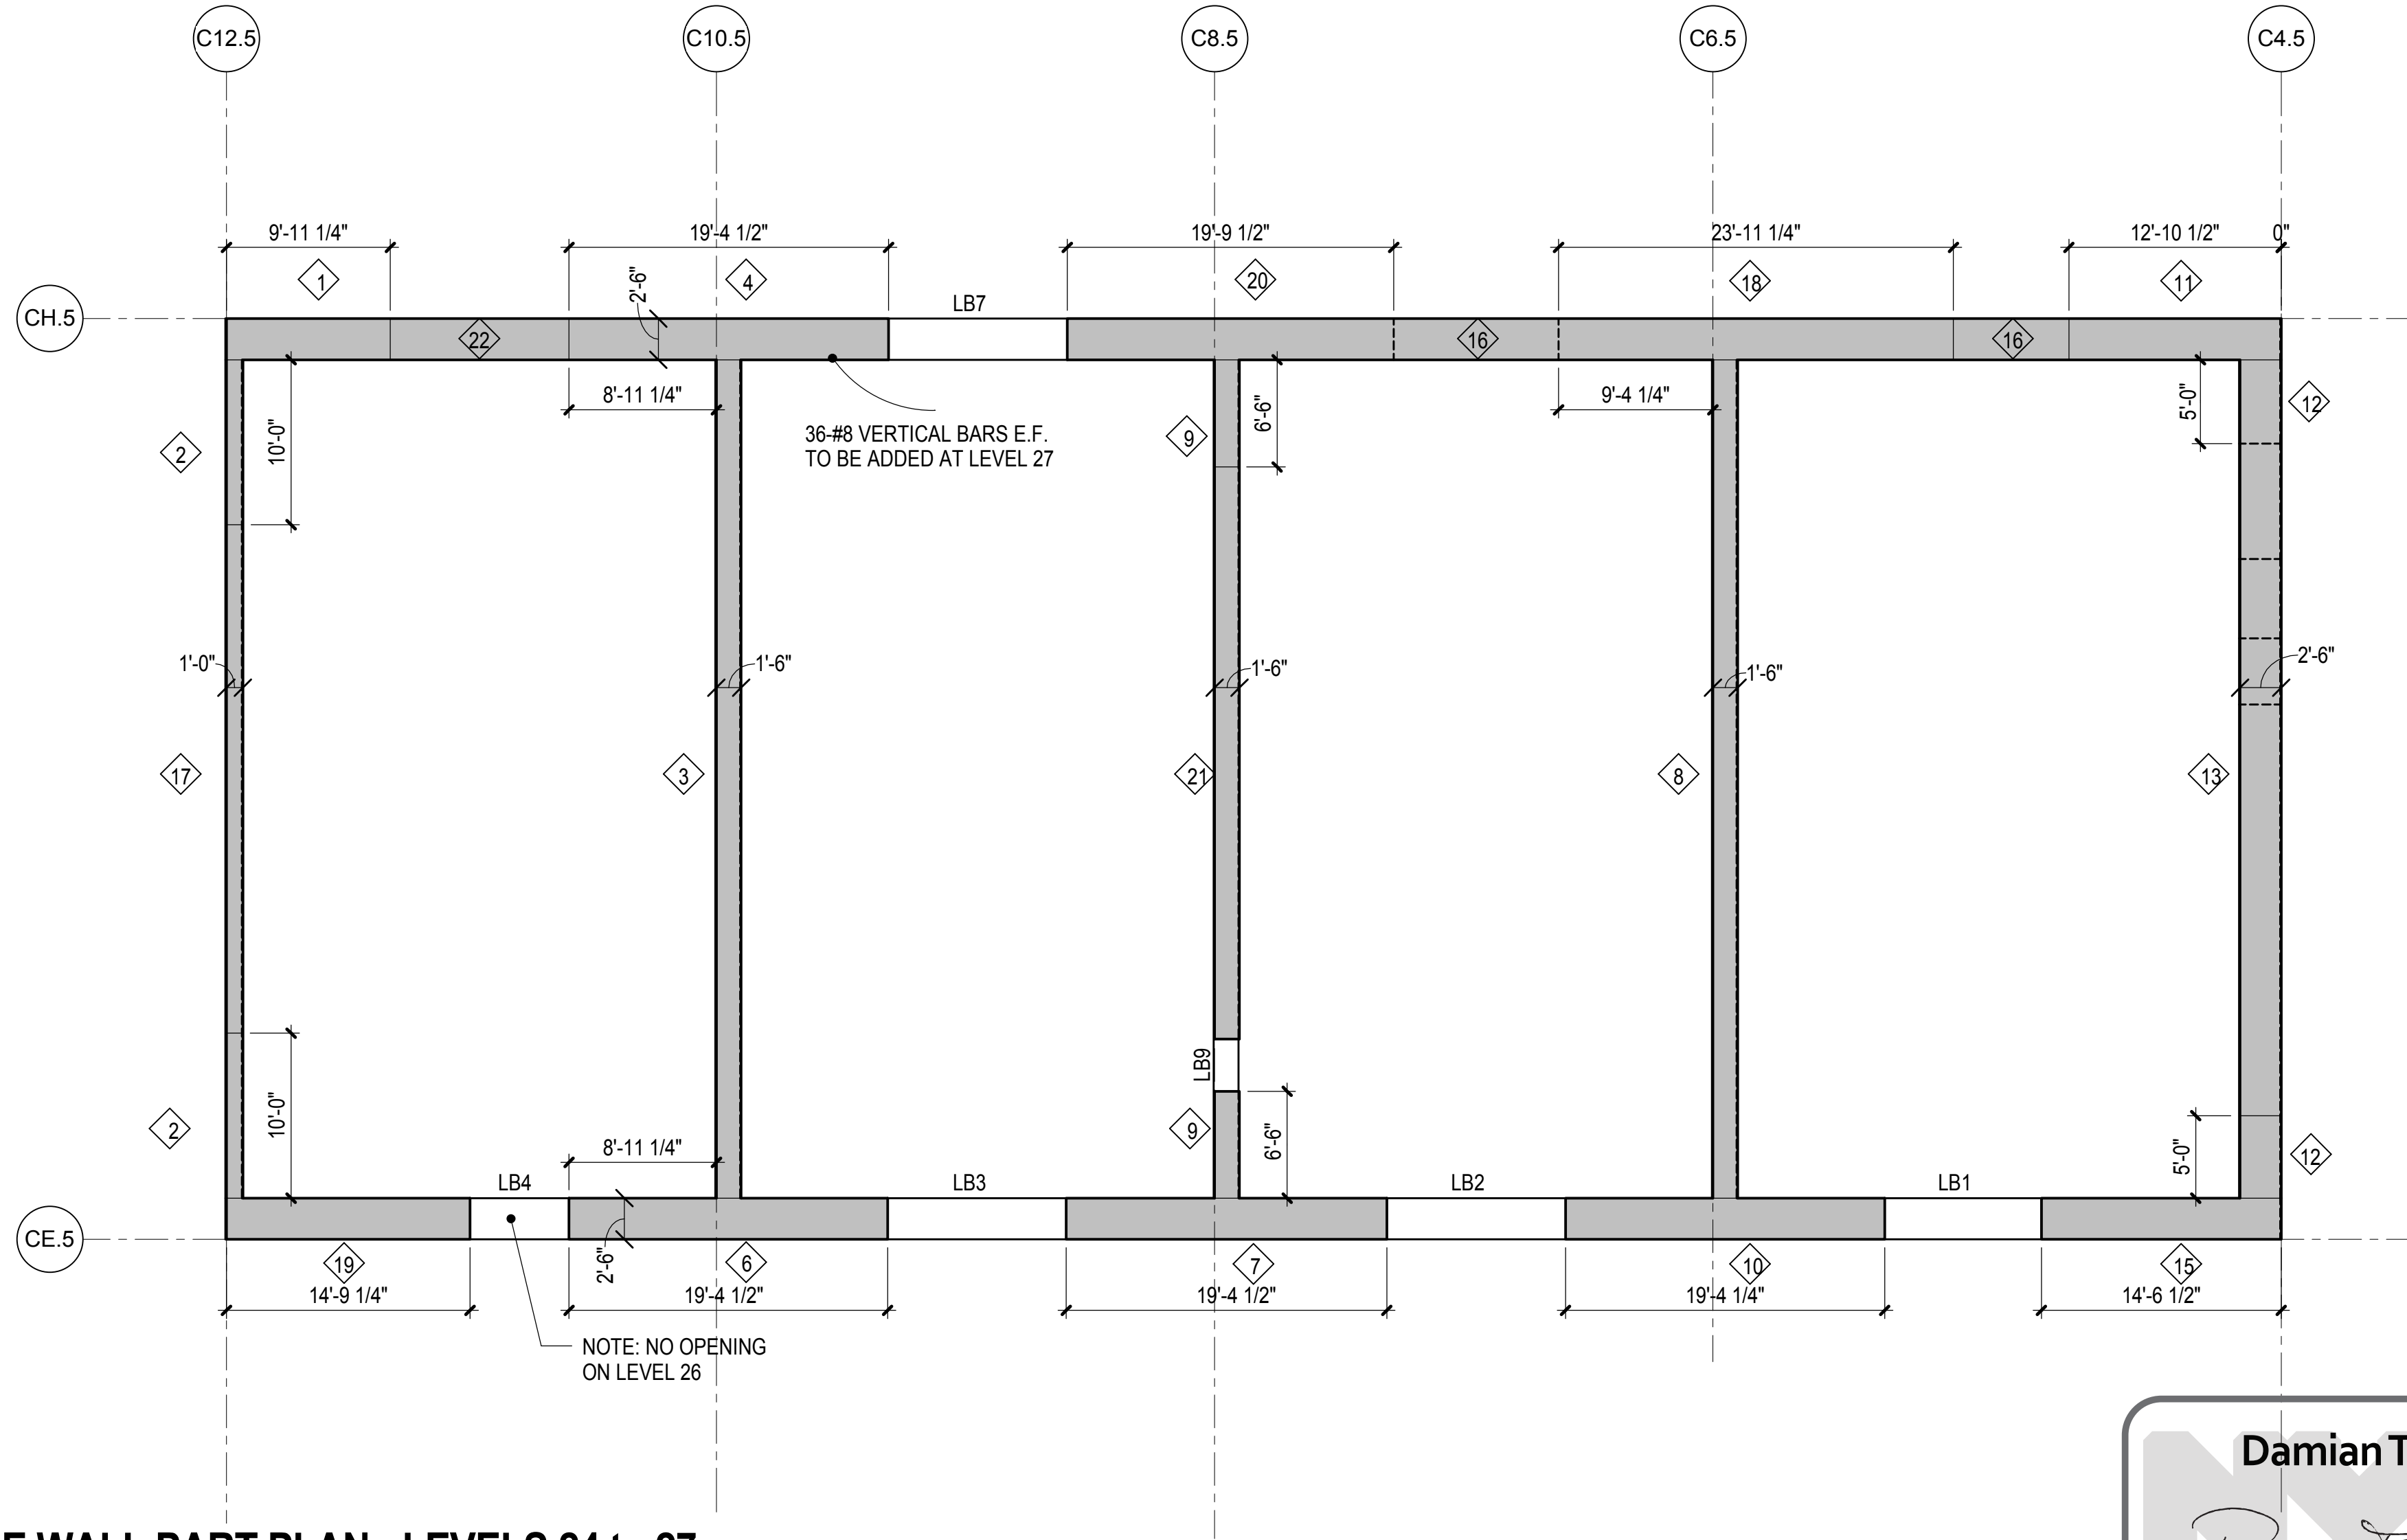 C12.5 C10.5 C8.5 C6.5 C4.5
9'-11 1/4" 19'-4 1/2" 19'-9 1/2" 23'-11 1/4" 12'-10 1/2" 0"
1 4 20 18 11
2'-6"
LB7
CH.5
22 16 16
8'-11 1/4" 9'-4 1/4"
5'-0" 12
10'-0" 6'-6"
2 9
36-#8 VERTICAL BARS E.F.
TO BE ADDED AT LEVEL 27
1'-0" 1'-6" 1'-6" 1'-6" 2'-6"
17 3 21 8 13
LB9
10'-0" 6'-6" 5'-0"
2 9 12
8'-11 1/4"
LB4 LB3 LB2 LB1
CE.5
2'-6"
19 6 7 10 15
14'-9 1/4" 19'-4 1/2" 19'-4 1/2" 19'-4 1/4" 14'-6 1/2"
NOTE: NO OPENING
ON LEVEL 26
Damian T
WALL PART PLAN - LEVELS